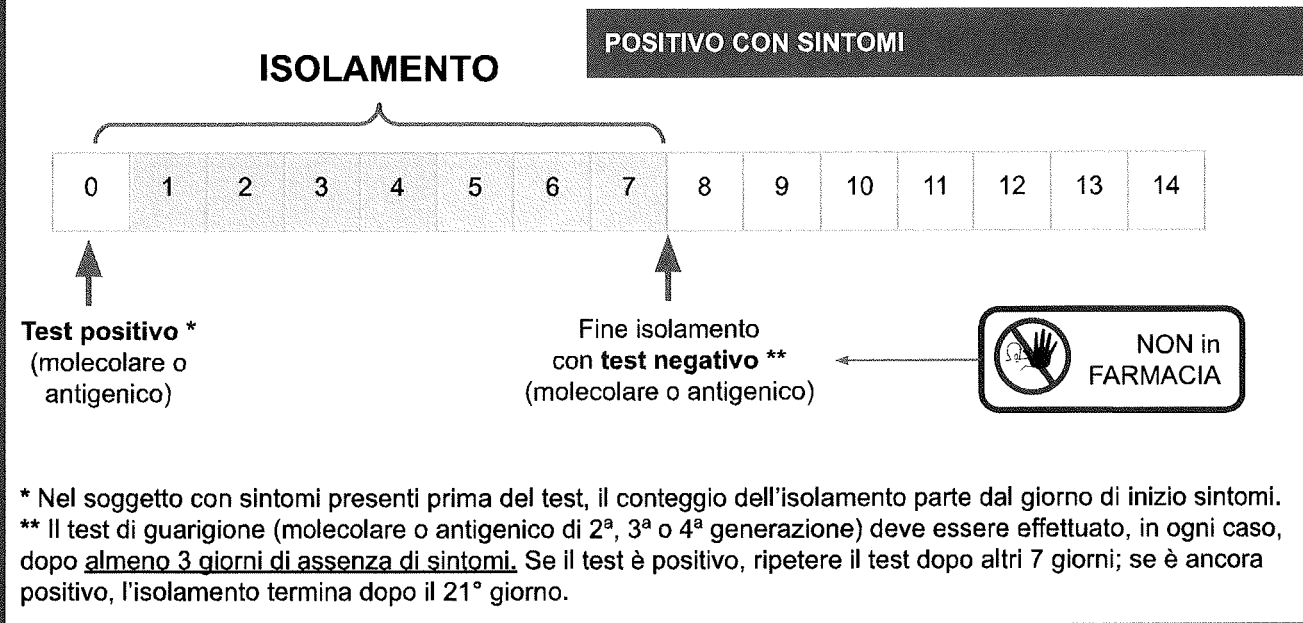 POSITIVO CON SINTOMI
ISOLAMENTO
0 1 2 3 4 5 6 7 8 9 10 11 12 13 14
Test positivo *
(molecolare o
antigenico)
Fine isolamento
con test negativo **
(molecolare o antigenico)
NON in
FARMACIA
* Nel soggetto con sintomi presenti prima del test, il conteggio dell'isolamento parte dal giorno di inizio sintomi.
** Il test di guarigione (molecolare o antigenico di 2ª, 3ª o 4ª generazione) deve essere effettuato, in ogni caso,
dopo almeno 3 giorni di assenza di sintomi. Se il test è positivo, ripetere il test dopo altri 7 giorni; se è ancora
positivo, l'isolamento termina dopo il 21° giorno.